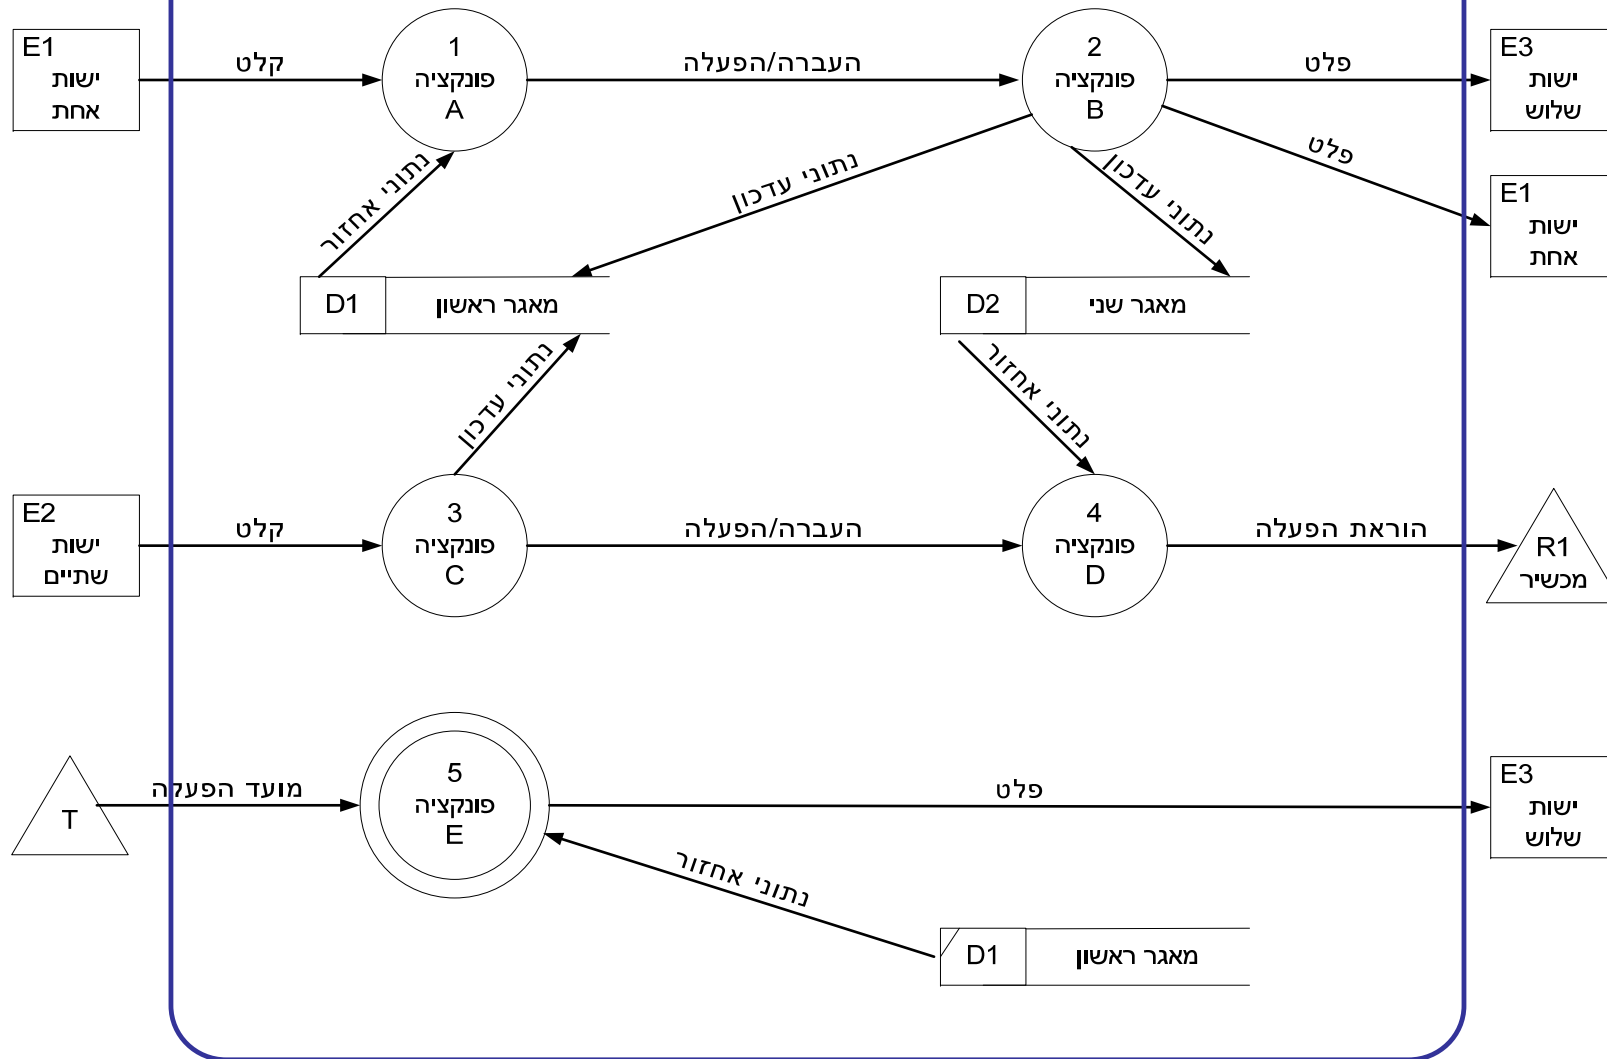 E1
ישות
אחת
קלט
1
פונקציה
A
העברה/הפעלה
2
פונקציה
B
פלט
E3
ישות
שלוש
פלט
E1
ישות
אחת
נתוני אחזור
נתוני עדכון
נתוני עדכון
D1
מאגר ראשון
D2
מאגר שני
נתוני עדכון
נתוני אחזור
E2
ישות
שתיים
קלט
3
פונקציה
C
העברה/הפעלה
4
פונקציה
D
הוראת הפעלה
R1
מכשיר
T
מועד הפעלה
5
פונקציה
E
פלט
E3
ישות
שלוש
נתוני אחזור
D1
מאגר ראשון